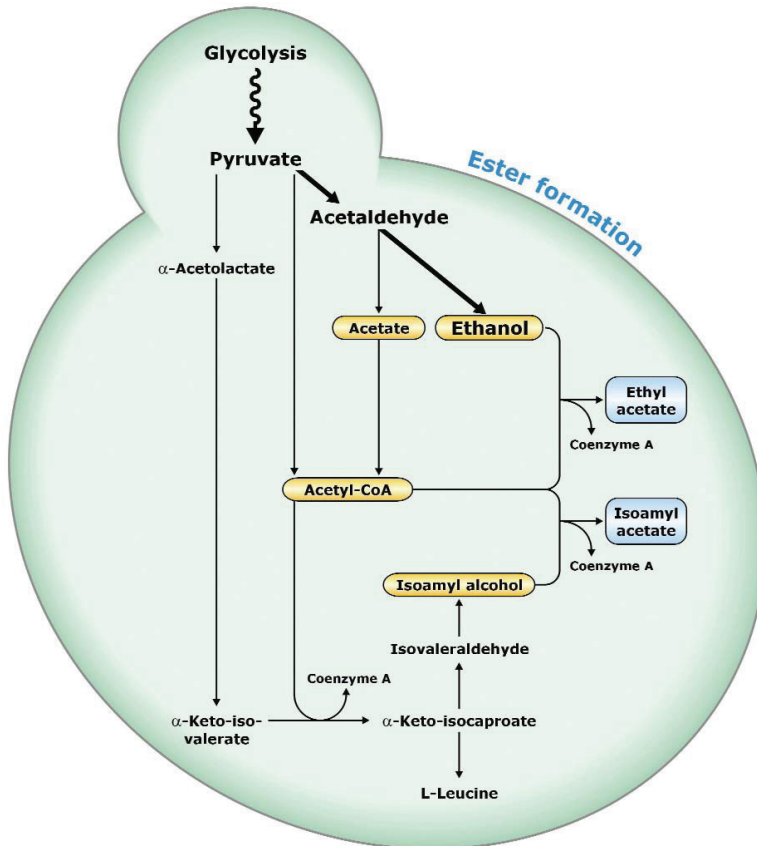 Glycolysis
Ester formation
Pyruvate
Acetaldehyde
α-Acetolactate
Acetate
Ethanol
Ethyl
acetate
Coenzyme A
Acetyl-CoA
Isoamyl
acetate
Coenzyme A
Isoamyl alcohol
Isovaleraldehyde
Coenzyme A
α-Keto-iso-
valerate
α-Keto-isocaproate
L-Leucine